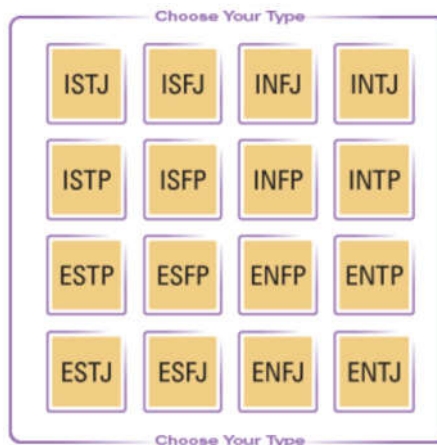 Choose Your Type
ISTJ ISFJ INFJ INTJ
ISTP ISFP INFP INTP
ESTP ESFP ENFP ENTP
ESTJ ESFJ ENFJ ENTJ
Choose Your Type